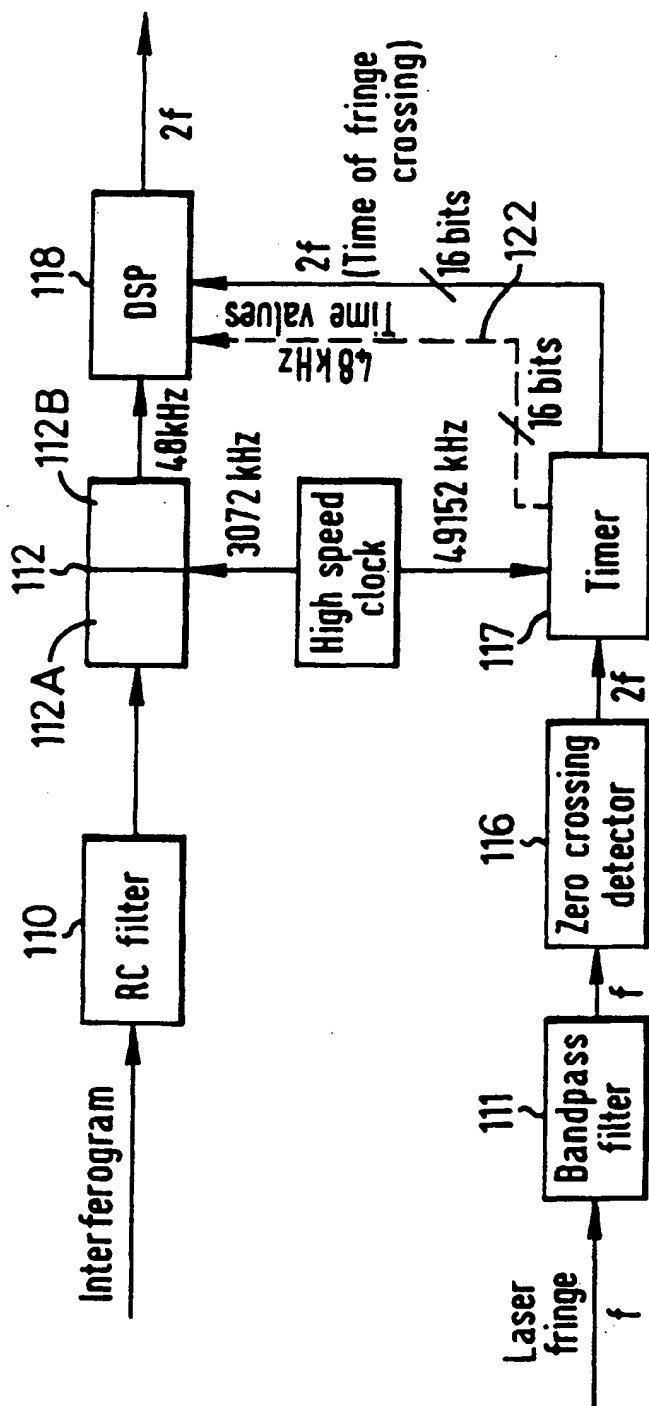 Interferogram
110
RC filter
112A
112
112B
48kHz
118
DSP
2f
3072 kHz
High speed
clock
49152 kHz
48kHz
Time values
2f
(Time of fringe
crossing)
16 bits
16 bits
122
Laser
fringe
f
111
Bandpass
filter
f
116
Zero crossing
detector
2f
117
Timer